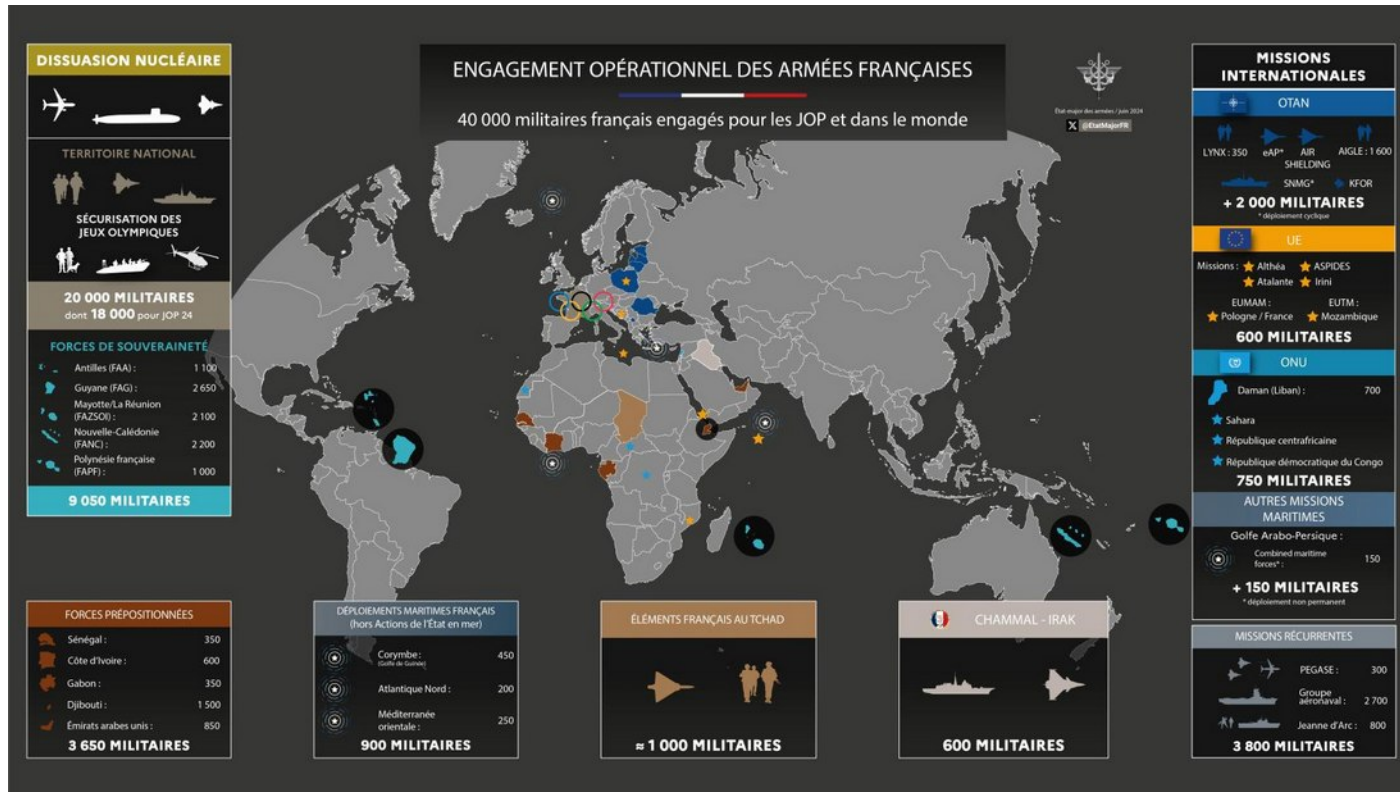 DISSUASION NUCLÉAIRE
TERRITOIRE NATIONAL
SÉCURISATION DES
JEUX OLYMPIQUES
20 000 MILITAIRES
dont 18 000 pour JOP 24
FORCES DE SOUVERAINETÉ
Antilles (FAA) : 1 100
Guyane (FAG) : 2 650
Mayotte/La Réunion
(FAZSOI) : 2 100
Nouvelle-Calédonie
(FANC) : 2 200
Polynésie française
(FAPF) : 1 000
9 050 MILITAIRES
ENGAGEMENT OPÉRATIONNEL DES ARMÉES FRANÇAISES
40 000 militaires français engagés pour les JOP et dans le monde
État-major des armées / juin 2024
X @EtatMajorFR
MISSIONS
INTERNATIONALES
OTAN
LYNX : 350 eAP* AIR AIGLE : 1 600
SHIELDING
SNMG* KFOR
+ 2 000 MILITAIRES
* déploiement cyclique
UE
Missions : Althéa ASPIDES
Atalante Irini
EUMAM : EUTM :
Pologne / France Mozambique
600 MILITAIRES
ONU
Daman (Liban) 700
Sahara
République centrafricaine
République démocratique du Congo
750 MILITAIRES
AUTRES MISSIONS
MARITIMES
Golfe Arabo-Persique :
Combined maritime
forces* : 150
+ 150 MILITAIRES
* déploiement non permanent
FORCES PRÉPOSITIONNÉES
Sénégal : 350
Côte d'Ivoire : 600
Gabon : 350
Djibouti : 1 500
Émirats arabes unis : 850
3 650 MILITAIRES
DÉPLOIEMENTS MARITIMES FRANÇAIS
(hors Actions de l'État en mer)
Corymbe : 450
(Golfe de Guinée)
Atlantique Nord : 200
Méditerranée
orientale : 250
900 MILITAIRES
ÉLÉMENTS FRANÇAIS AU TCHAD
≈ 1 000 MILITAIRES
CHAMMAL - IRAK
600 MILITAIRES
MISSIONS RÉCURRENTES
PEGASE : 300
Groupe
aéronaval : 2 700
Jeanne d'Arc : 800
3 800 MILITAIRES